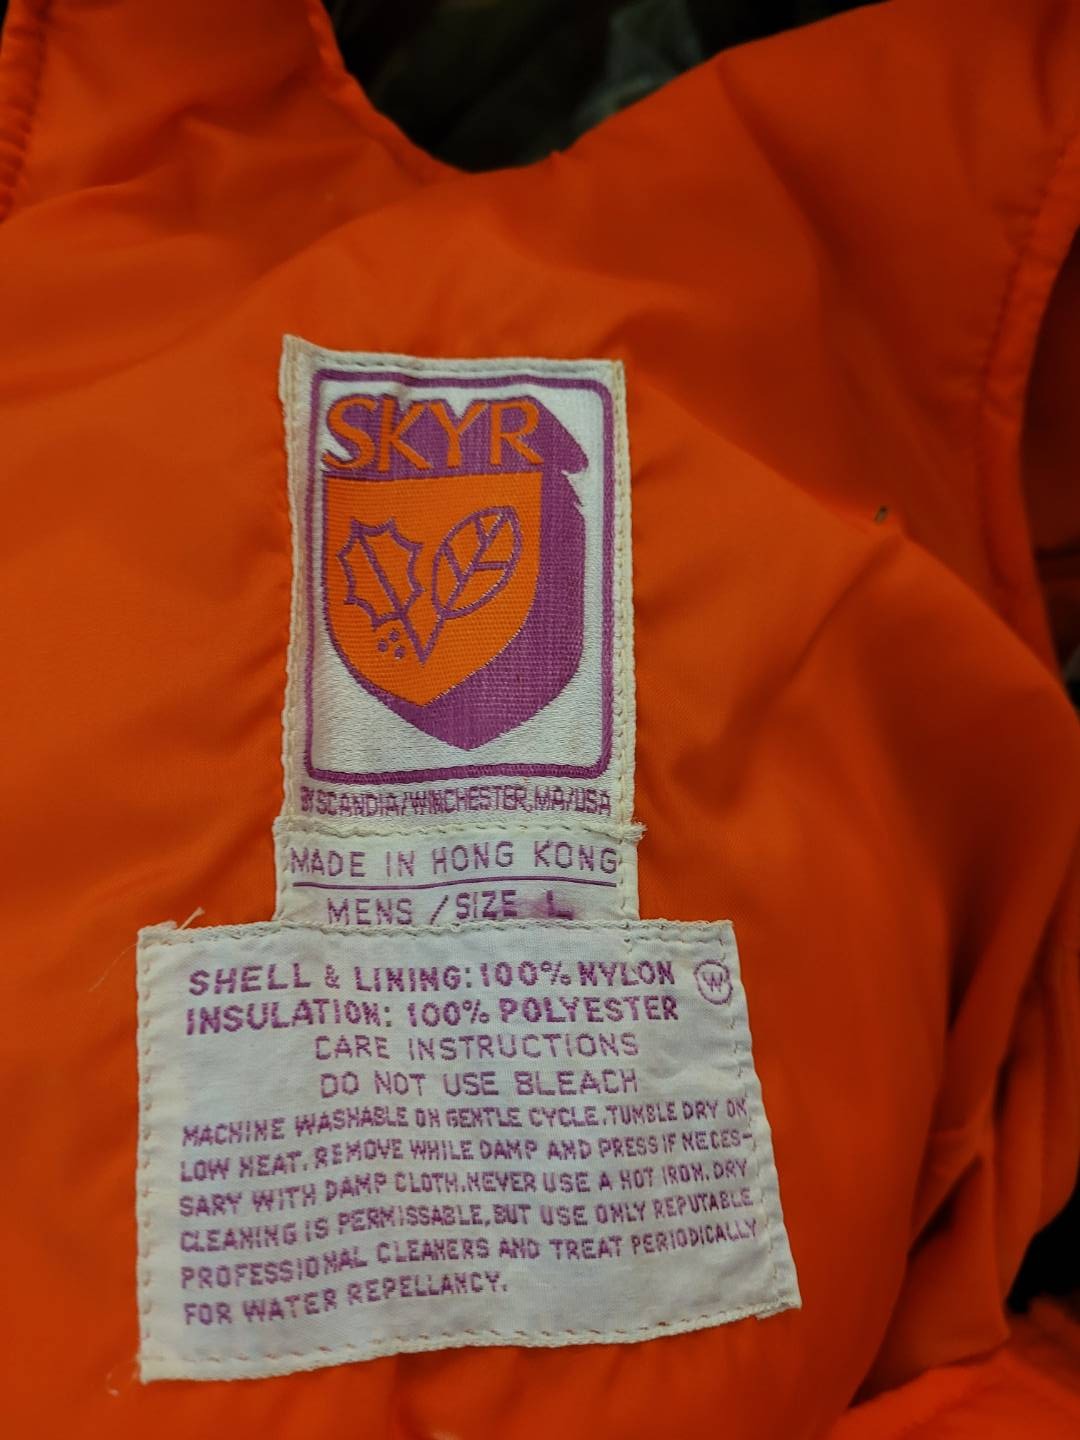 SKYR
BY SCANDIA/WINCHESTER, MA/USA
MADE IN HONG KONG
MENS / SIZE L
SHELL & LINING: 100% NYLON W
INSULATION: 100% POLYESTER
CARE INSTRUCTIONS
DO NOT USE BLEACH
MACHINE WASHABLE ON GENTLE CYCLE, TUMBLE DRY ON
LOW HEAT. REMOVE WHILE DAMP AND PRESS IF NECES-
SARY WITH DAMP CLOTH. NEVER USE A HOT IRON. DRY
CLEANING IS PERMISSABLE, BUT USE ONLY REPUTABLE
PROFESSIONAL CLEANERS AND TREAT PERIODICALLY
FOR WATER REPELLANCY.